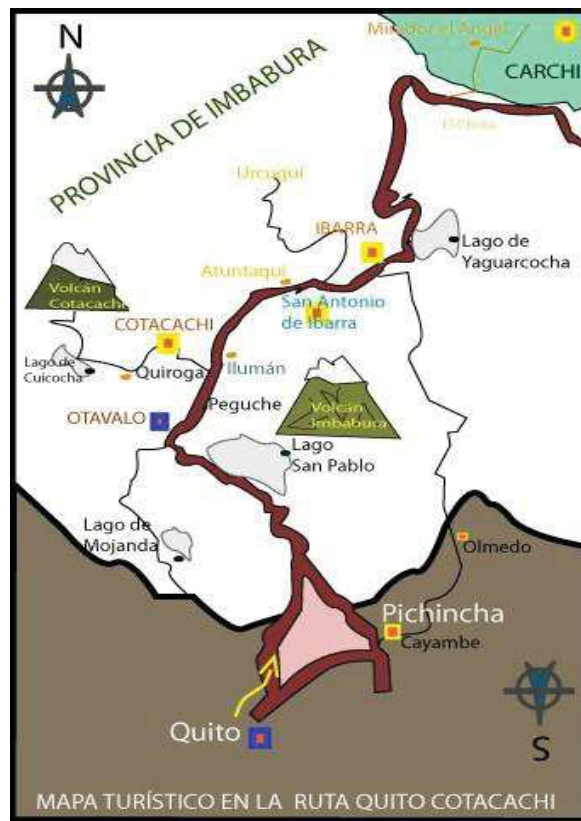 N
Mirador el Angel
CARCHI
PROVINCIA DE IMBABURA
Urcuqui
IBARRA
Lago de
Yaguarcocha
Atuntaqui
San Antonio
de Ibarra
Volcán
Cotacachi
COTACACHI
Lago de
Cuicocha
Quiroga
Ilumán
Peguche
Volcán
Imbabura
OTAVALO
Lago
San Pablo
Lago de
Mojanda
Olmedo
Pichincha
Cayambe
Quito
S
MAPA TURÍSTICO EN LA RUTA QUITO COTACACHI